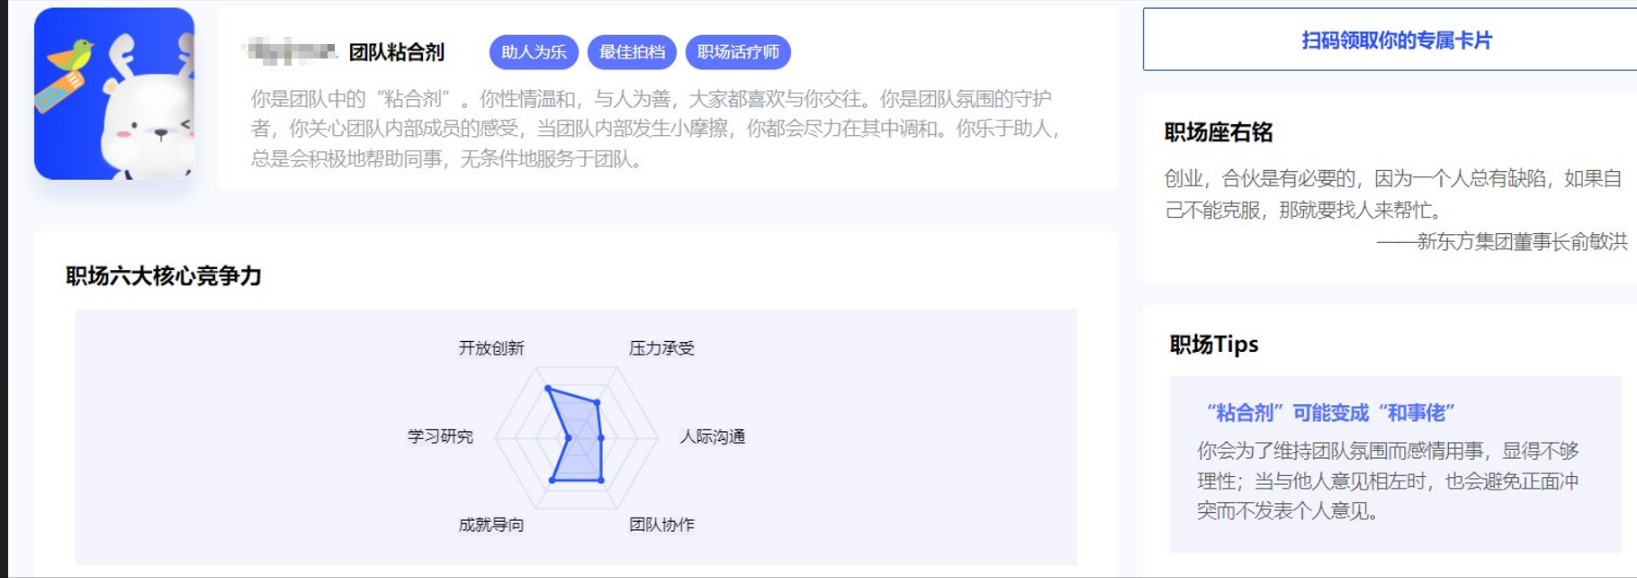 团队粘合剂 助人为乐 最佳拍档 职场话疗师
你是团队中的“粘合剂”。你性情温和，与人为善，大家都喜欢与你交往。你是团队氛围的守护
者，你关心团队内部成员的感受，当团队内部发生小摩擦，你都会尽力在其中调和。你乐于助人，
总是会积极地帮助同事，无条件地服务于团队。
职场六大核心竞争力
开放创新 压力承受
学习研究 人际沟通
成就导向 团队协作
扫码领取你的专属卡片
职场座右铭
创业，合伙是有必要的，因为一个人总有缺陷，如果自
己不能克服，那就要找人来帮忙。
——新东方集团董事长俞敏洪
职场Tips
“粘合剂”可能变成“和事佬”
你会为了维持团队氛围而感情用事，显得不够
理性；当与他人意见相左时，也会避免正面冲
突而不发表个人意见。